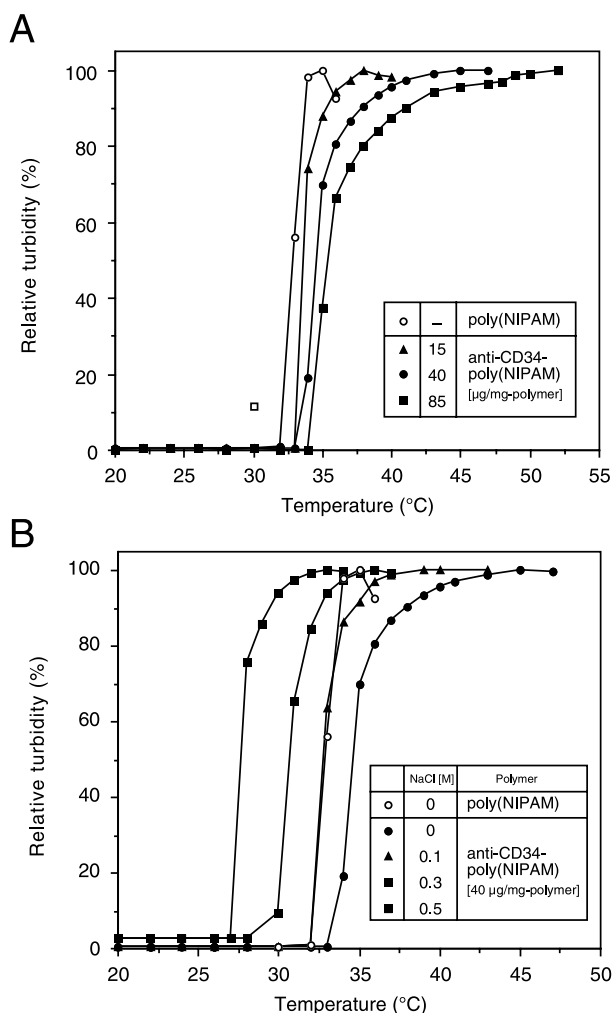 A
Relative turbidity (%)
100
80
60
40
20
0
poly(NIPAM)
15
40
85
anti-CD34-
poly(NIPAM)
[µg/mg-polymer]
20 25 30 35 40 45 50 55
Temperature (°C)
B
Relative turbidity (%)
100
80
60
40
20
0
NaCl [M] Polymer
0 poly(NIPAM)
0
0.1
0.3
0.5
anti-CD34-
poly(NIPAM)
[40 µg/mg-polymer]
20 25 30 35 40 45 50
Temperature (°C)